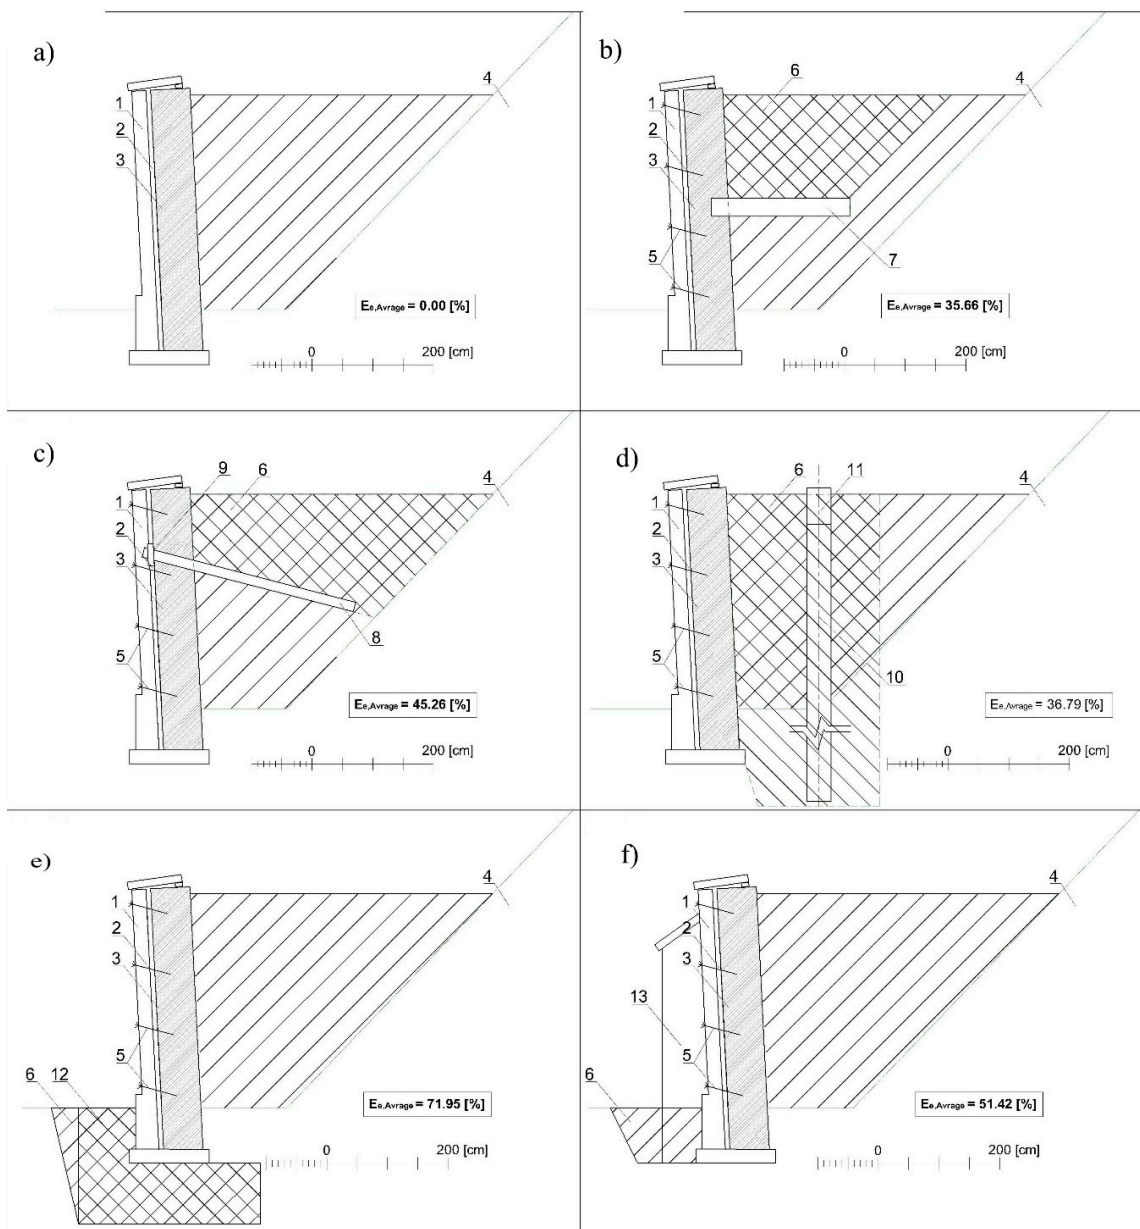 a)
4
1
2
3
Ee,Avrage = 0.00 [%]
0 200 [cm]
b)
6
4
1
2
3
5
7
Ee,Avrage = 35.66 [%]
0 200 [cm]
c)
9 6
4
1
2
3
5
8
Ee,Avrage = 45.26 [%]
0 200 [cm]
d)
6 11
4
1
2
3
5
10
Ee,Avrage = 36.79 [%]
0 200 [cm]
e)
4
1
2
3
5
6 12
Ee,Avrage = 71.95 [%]
0 200 [cm]
f)
4
1
2
3
13
5
6
Ee,Avrage = 51.42 [%]
0 200 [cm]